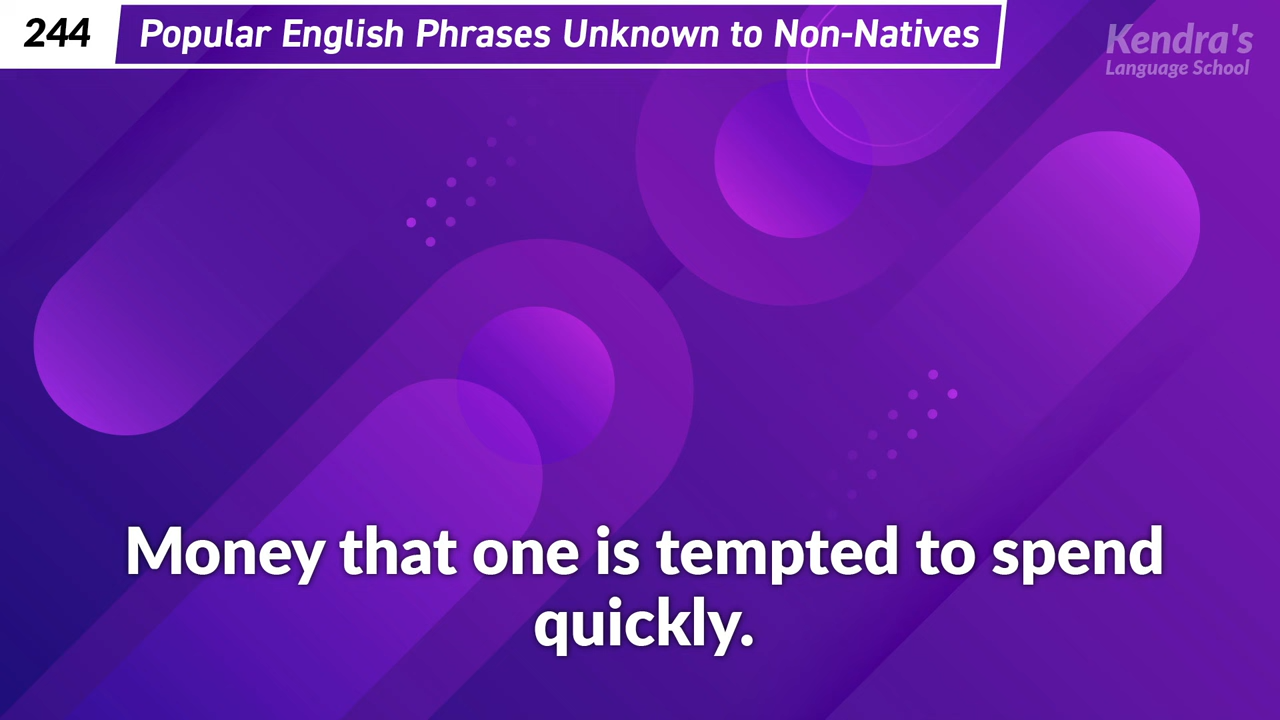 244 Popular English Phrases Unknown to Non-Natives
Kendra's
Language School
Money that one is tempted to spend
quickly.